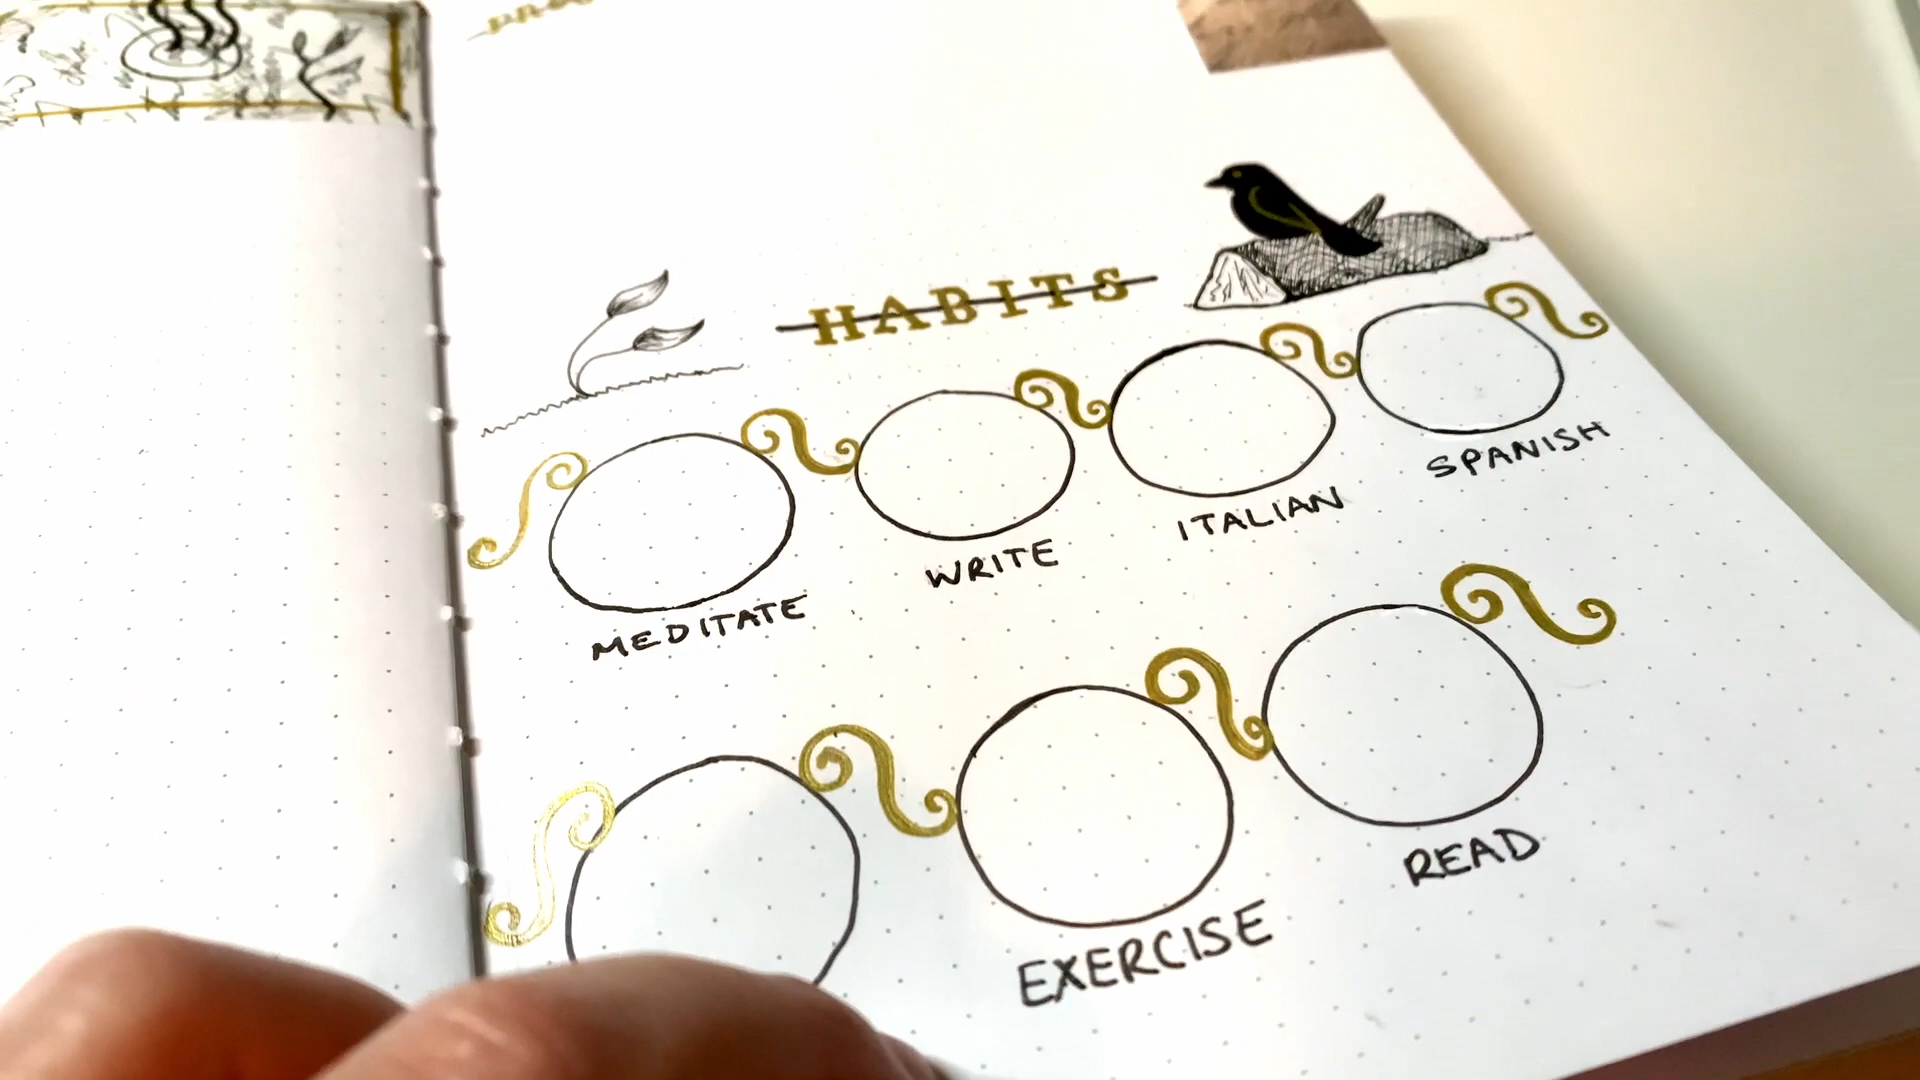 HABITS
MEDITATE
WRITE
ITALIAN
SPANISH
EXERCISE
READ